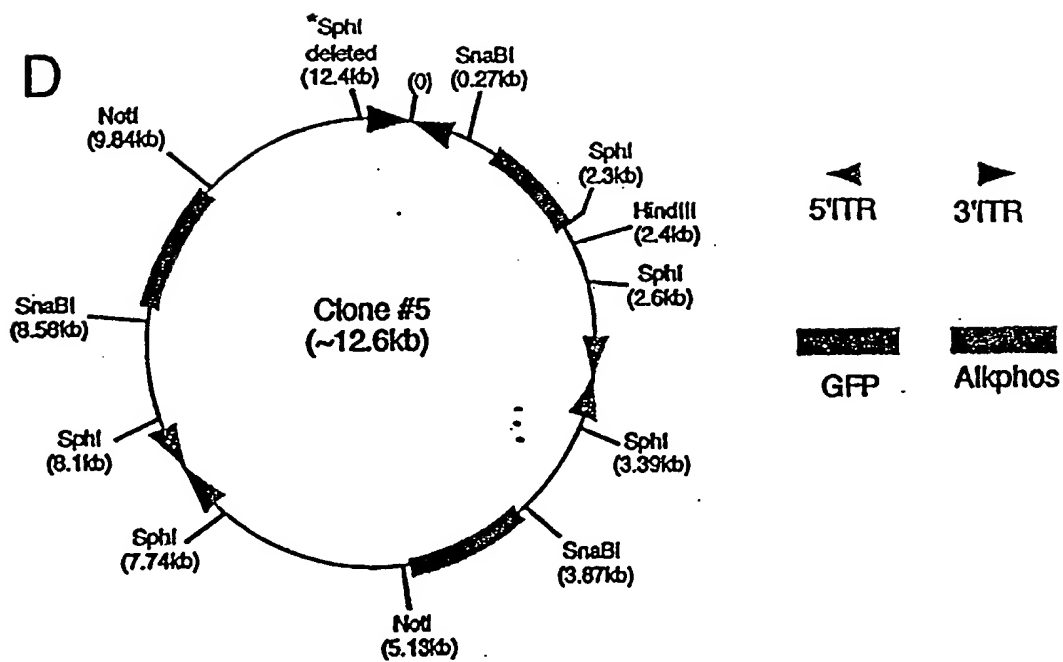 D
*SphI
deleted
(12.4kb)
(0)
SnaBI
(0.27kb)
NotI
(9.84kb)
SphI
(2.3kb)
HindIII
(2.4kb)
SphI
(2.6kb)
5'ITR
3'ITR
SnaBI
(8.58kb)
Clone #5
(~12.6kb)
GFP
Alkphos
SphI
(8.1kb)
SphI
(3.39kb)
SphI
(7.74kb)
SnaBI
(3.87kb)
NotI
(5.13kb)